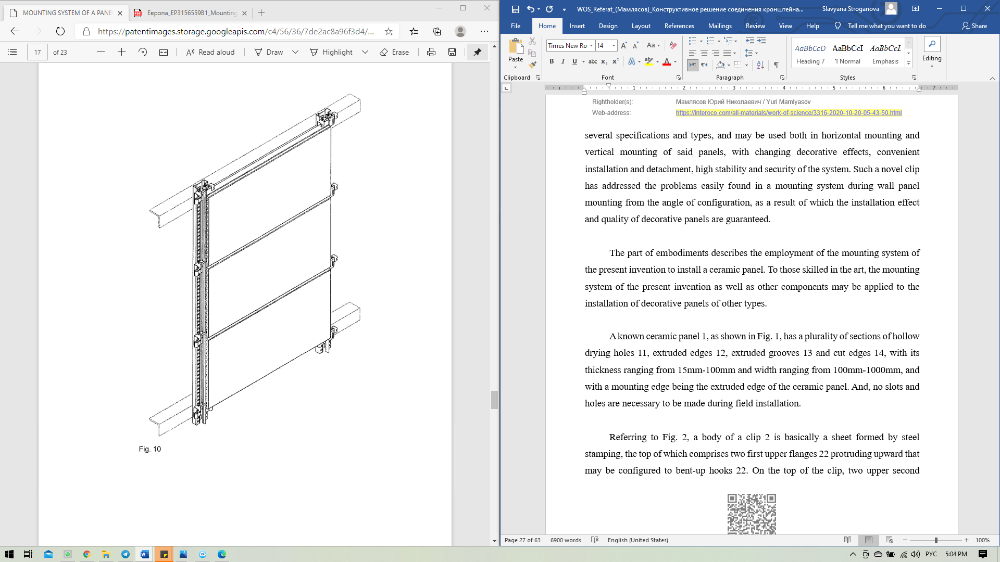 MOUNTING SYSTEM OF A PANE
Европа_EP3156559B1_Mounting
https://patentimages.storage.googleapis.com/c4/56/36/7de2ac8a96f3d4/...
17 of 23
Read aloud
Draw
Highlight
Erase
Fig. 10
WOS_Referat_(Мамлясов)_Конструктивное решение соединения кронштейна...
Slavyana Stroganova
File Home Insert Design Layout References Mailings Review View Help Tell me what you want to do Share
Paste
Times New Ro 14
Aa
B I U abc x₂ x²
AaBbCcD AaBbCcI AaBbCcI
Heading 7 ¶ Normal Emphasis
Editing
Clipboard Font Paragraph Styles
1 2 3 4 5 6 7
Rightholder(s): Мамлясов Юрий Николаевич / Yuri Mamlyasov
Web-address: https://interoco.com/all-materials/work-of-science/3316-2020-10-20-05-43-50.html
several specifications and types, and may be used both in horizontal mounting and
vertical mounting of said panels, with changing decorative effects, convenient
installation and detachment, high stability and security of the system. Such a novel clip
has addressed the problems easily found in a mounting system during wall panel
mounting from the angle of configuration, as a result of which the installation effect
and quality of decorative panels are guaranteed.
The part of embodiments describes the employment of the mounting system of
the present invention to install a ceramic panel. To those skilled in the art, the mounting
system of the present invention as well as other components may be applied to the
installation of decorative panels of other types.
A known ceramic panel 1, as shown in Fig. 1, has a plurality of sections of hollow
drying holes 11, extruded edges 12, extruded grooves 13 and cut edges 14, with its
thickness ranging from 15mm-100mm and width ranging from 100mm-1000mm, and
with a mounting edge being the extruded edge of the ceramic panel. And, no slots and
holes are necessary to be made during field installation.
Referring to Fig. 2, a body of a clip 2 is basically a sheet formed by steel
stamping, the top of which comprises two first upper flanges 22 protruding upward that
may be configured to bent-up hooks 22. On the top of the clip, two upper second
Page 27 of 63 6900 words English (United States) 100%
РУС 5:04 PM